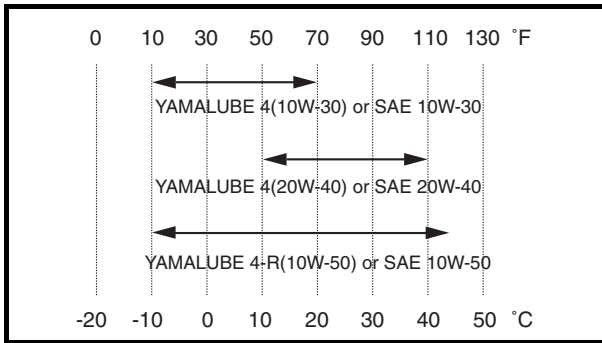 0 10 30 50 70 90 110 130 °F
YAMALUBE 4(10W-30) or SAE 10W-30
YAMALUBE 4(20W-40) or SAE 20W-40
YAMALUBE 4-R(10W-50) or SAE 10W-50
-20 -10 0 10 20 30 40 50 °C